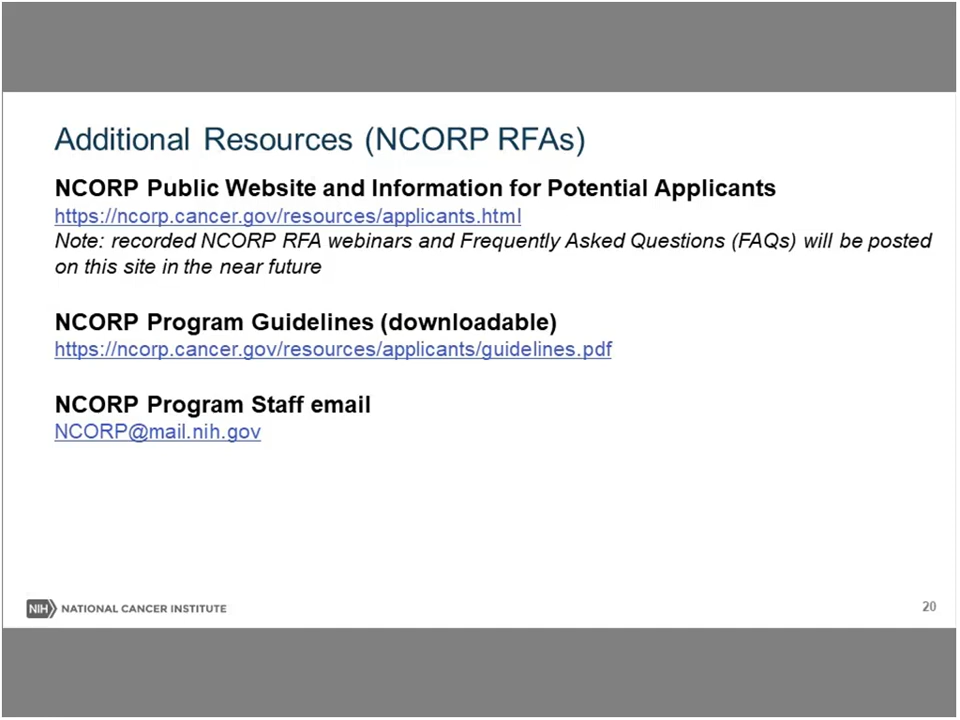 Additional Resources (NCORP RFAs)
NCORP Public Website and Information for Potential Applicants
https://ncorp.cancer.gov/resources/applicants.html
Note: recorded NCORP RFA webinars and Frequently Asked Questions (FAQs) will be posted
on this site in the near future
NCORP Program Guidelines (downloadable)
https://ncorp.cancer.gov/resources/applicants/guidelines.pdf
NCORP Program Staff email
NCORP@mail.nih.gov
NIH NATIONAL CANCER INSTITUTE
20